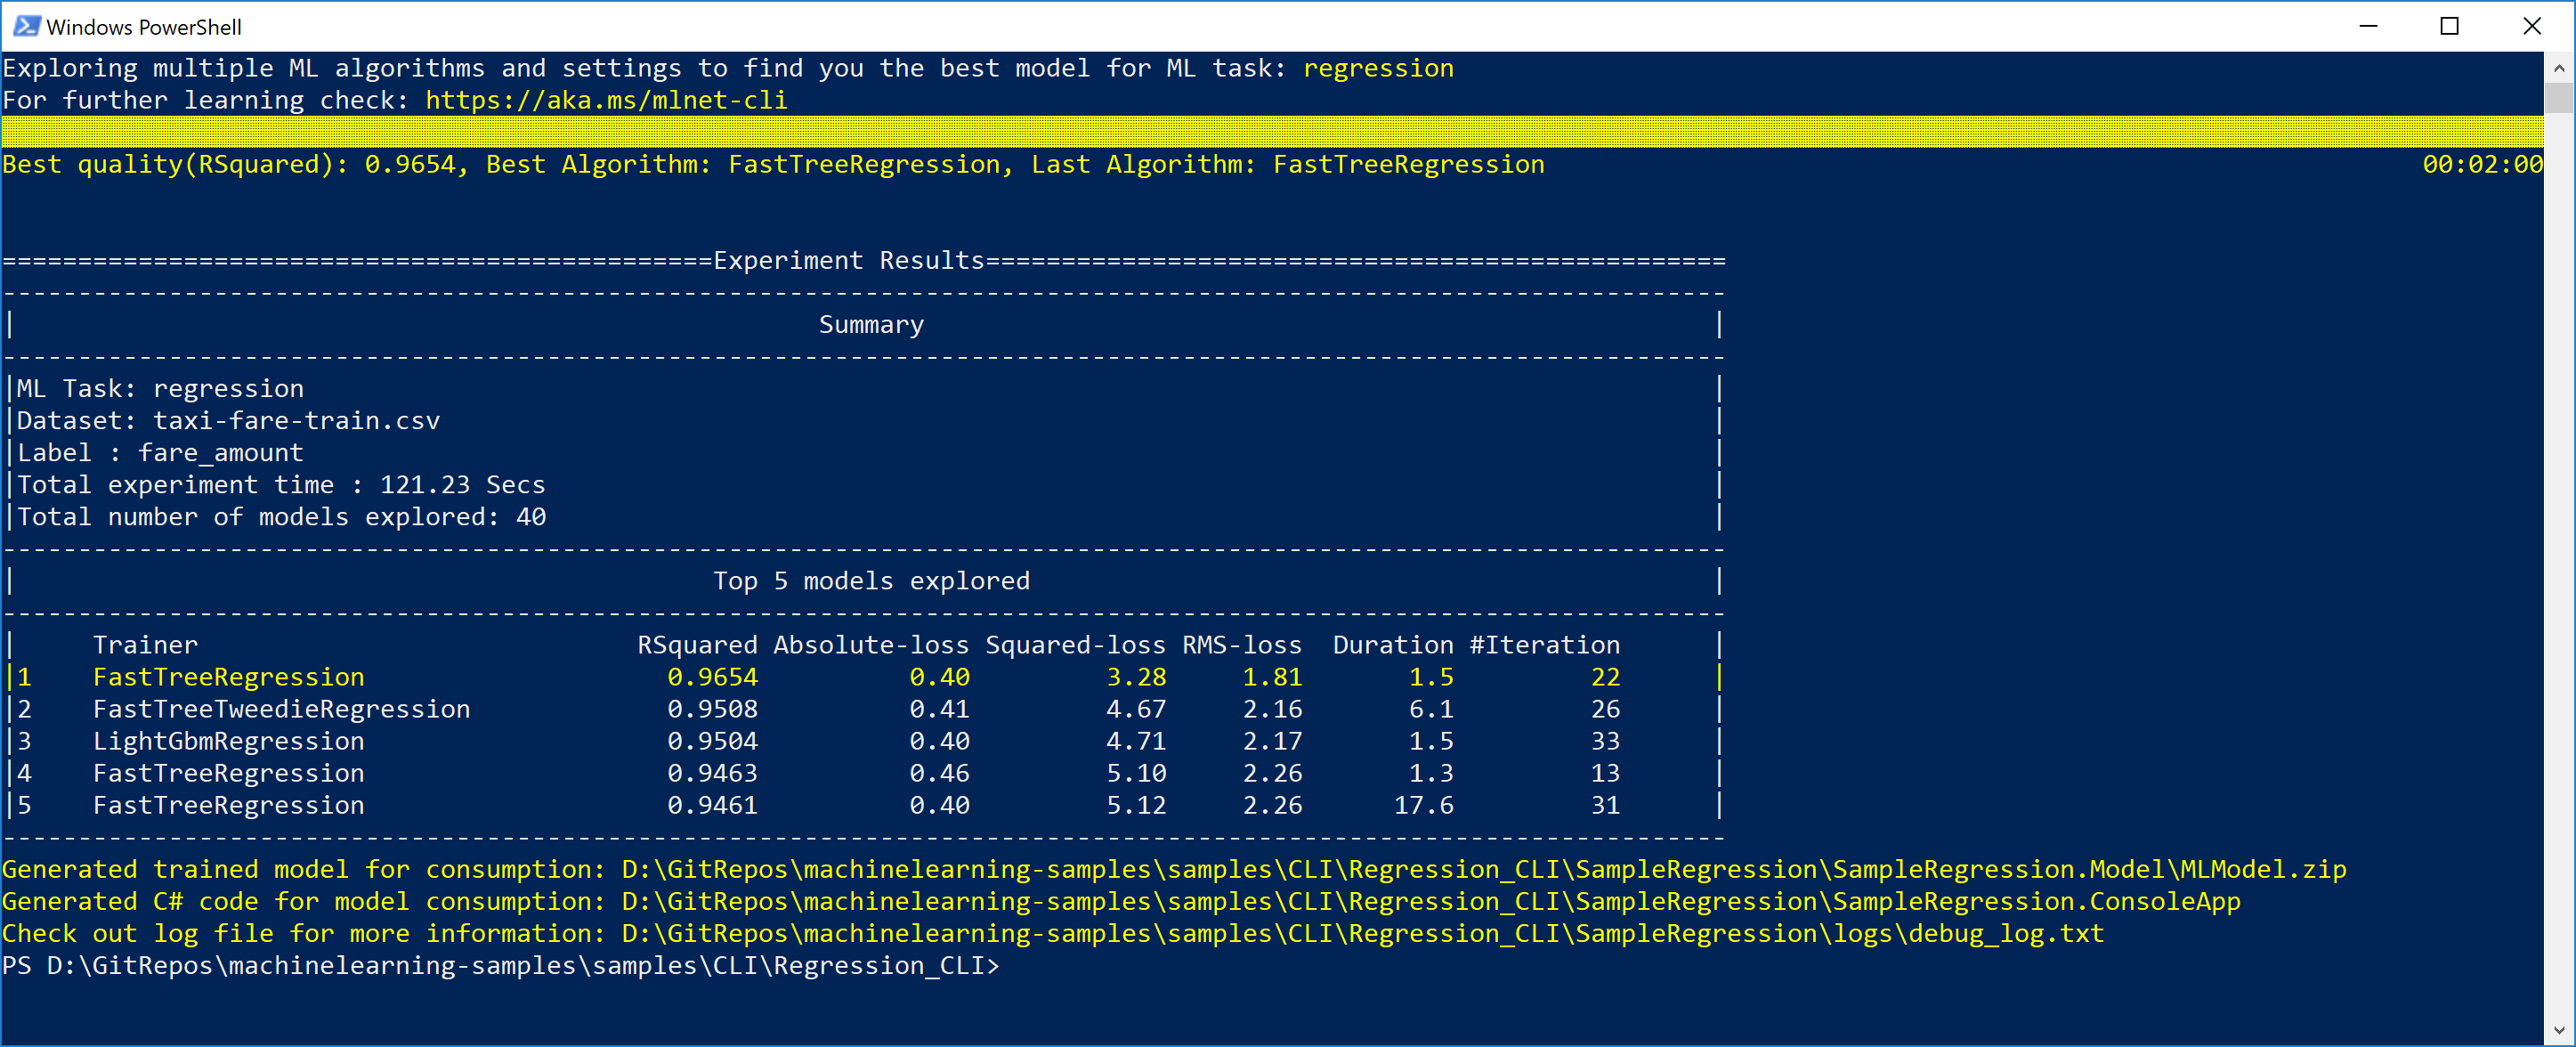 Windows PowerShell
Exploring multiple ML algorithms and settings to find you the best model for ML task: regression
For further learning check: https://aka.ms/mlnet-cli
Best quality(RSquared): 0.9654, Best Algorithm: FastTreeRegression, Last Algorithm: FastTreeRegression 00:02:00
===============================================Experiment Results=================================================
------------------------------------------------------------------------------------------------------------------
| Summary |
------------------------------------------------------------------------------------------------------------------
|ML Task: regression |
|Dataset: taxi-fare-train.csv |
|Label : fare_amount |
|Total experiment time : 121.23 Secs |
|Total number of models explored: 40 |
------------------------------------------------------------------------------------------------------------------
| Top 5 models explored |
------------------------------------------------------------------------------------------------------------------
| Trainer RSquared Absolute-loss Squared-loss RMS-loss Duration #Iteration |
|1 FastTreeRegression 0.9654 0.40 3.28 1.81 1.5 22 |
|2 FastTreeTweedieRegression 0.9508 0.41 4.67 2.16 6.1 26 |
|3 LightGbmRegression 0.9504 0.40 4.71 2.17 1.5 33 |
|4 FastTreeRegression 0.9463 0.46 5.10 2.26 1.3 13 |
|5 FastTreeRegression 0.9461 0.40 5.12 2.26 17.6 31 |
------------------------------------------------------------------------------------------------------------------
Generated trained model for consumption: D:\GitRepos\machinelearning-samples\samples\CLI\Regression_CLI\SampleRegression\SampleRegression.Model\MLModel.zip
Generated C# code for model consumption: D:\GitRepos\machinelearning-samples\samples\CLI\Regression_CLI\SampleRegression\SampleRegression.ConsoleApp
Check out log file for more information: D:\GitRepos\machinelearning-samples\samples\CLI\Regression_CLI\SampleRegression\logs\debug_log.txt
PS D:\GitRepos\machinelearning-samples\samples\CLI\Regression_CLI>